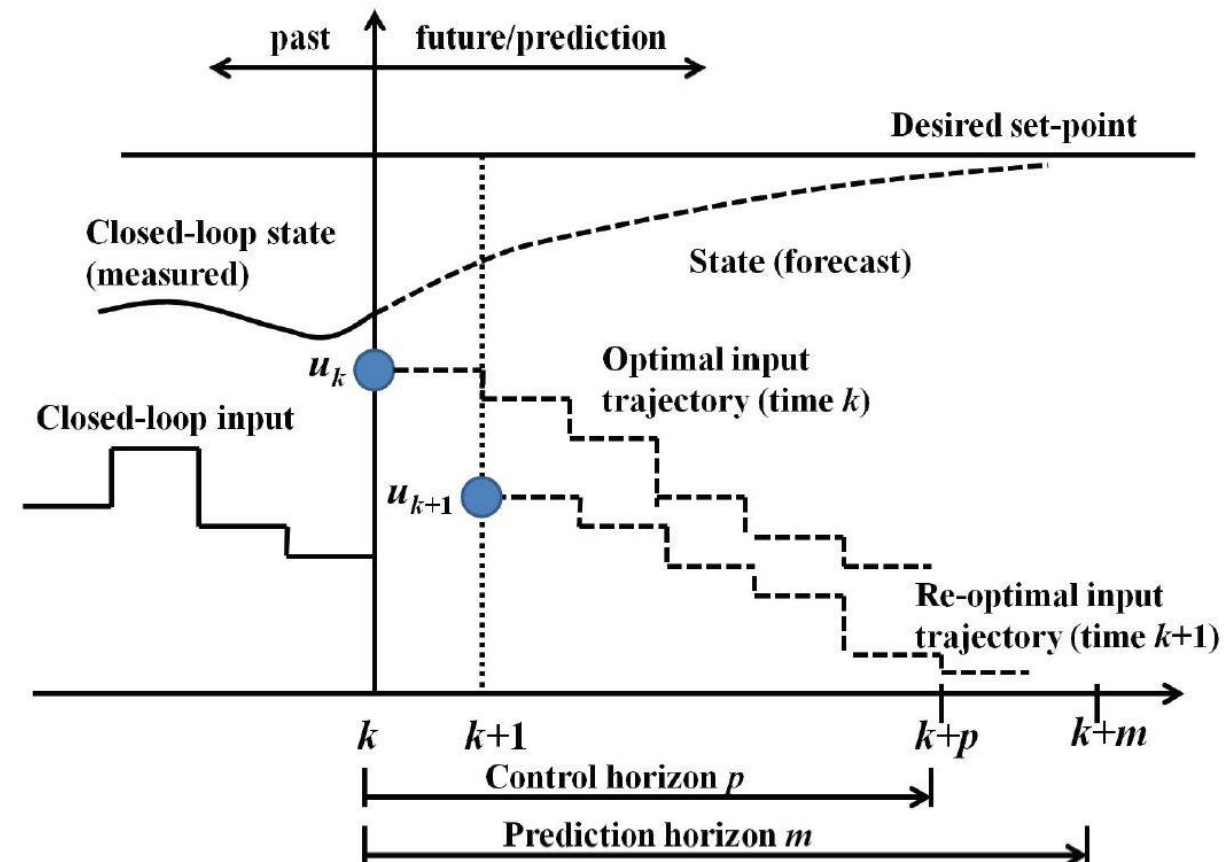 past
future/prediction
Desired set-point
Closed-loop state
(measured)
State (forecast)
u_k
Optimal input
trajectory (time k)
Closed-loop input
u_{k+1}
Re-optimal input
trajectory (time k+1)
k
k+1
k+p
k+m
Control horizon p
Prediction horizon m